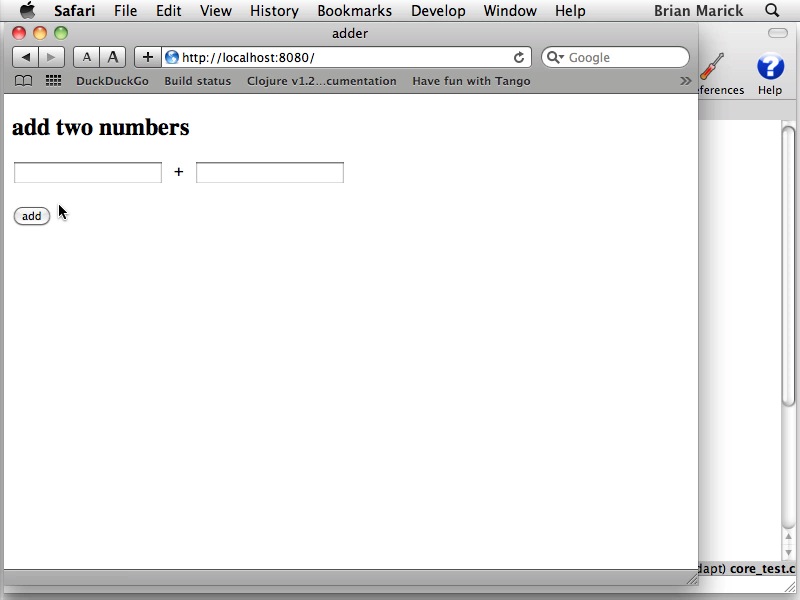 Safari File Edit View History Bookmarks Develop Window Help Brian Marick
adder
A A + http://localhost:8080/ Google
ferences Help
DuckDuckGo Build status Clojure v1.2...cumentation Have fun with Tango »
add two numbers
+
add
dapt) core_test.c